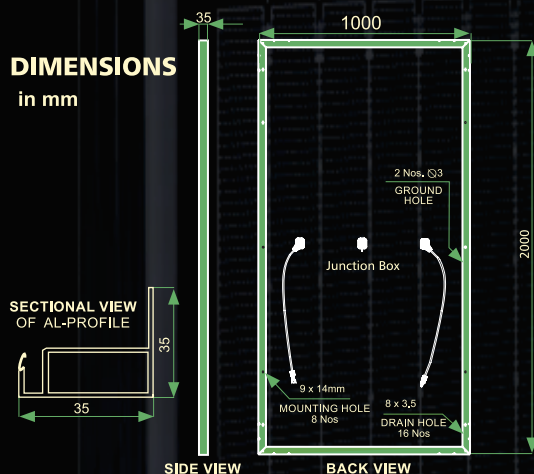 35
1000
DIMENSIONS
in mm
2 Nos. ∅3
GROUND
HOLE
2000
Junction Box
SECTIONAL VIEW
OF AL-PROFILE
35
35
9 x 14mm
MOUNTING HOLE
8 Nos
8 x 3,5
DRAIN HOLE
16 Nos
SIDE VIEW
BACK VIEW